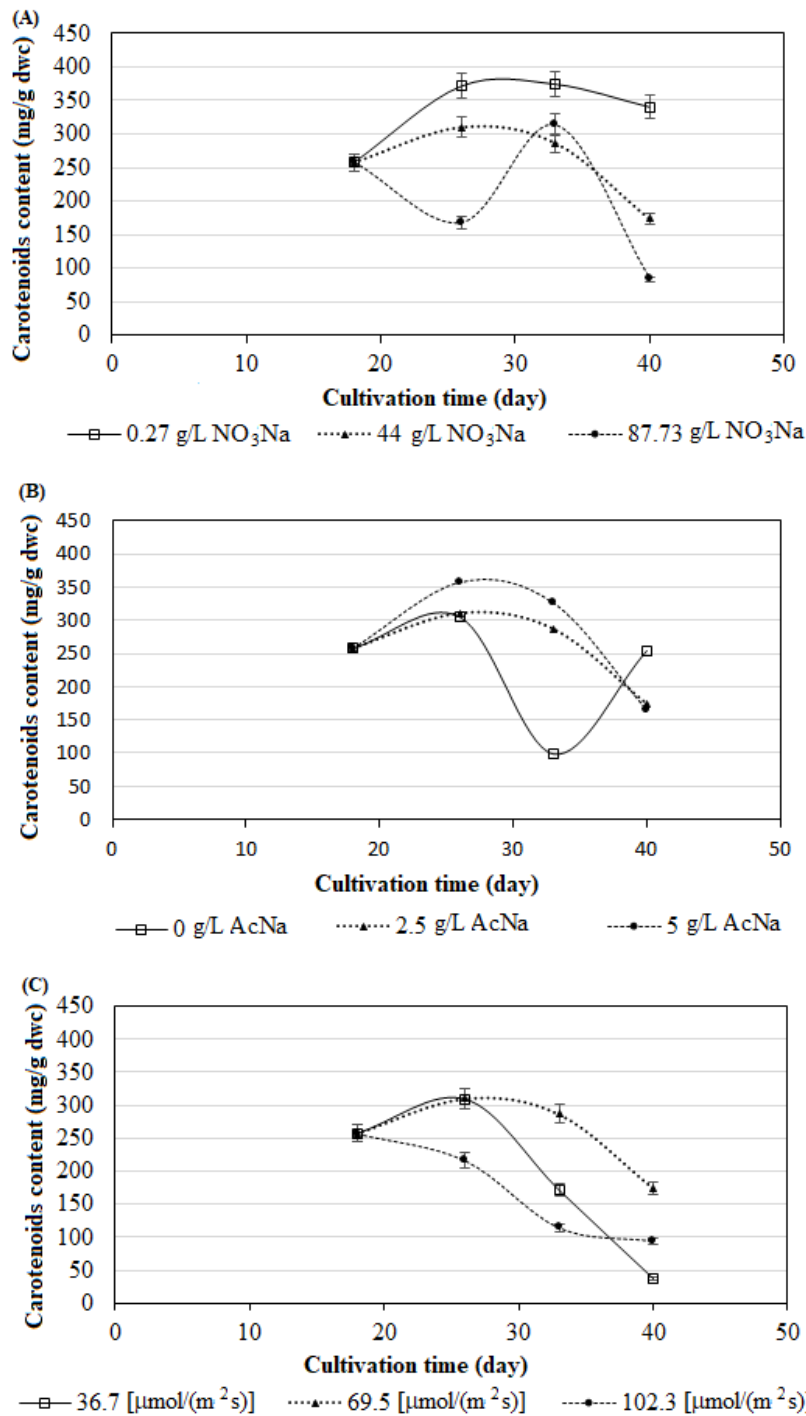 (A)
450
400
350
300
250
200
150
100
50
0
Carotenoids content (mg/g dwc)
0 10 20 30 40 50
Cultivation time (day)
0.27 g/L NO₃Na 44 g/L NO₃Na 87.73 g/L NO₃Na
(B)
450
400
350
300
250
200
150
100
50
0
Carotenoids content (mg/g dwc)
0 10 20 30 40 50
Cultivation time (day)
0 g/L AcNa 2.5 g/L AcNa 5 g/L AcNa
(C)
450
400
350
300
250
200
150
100
50
0
Carotenoids content (mg/g dwc)
0 10 20 30 40 50
Cultivation time (day)
36.7 [μmol/(m²s)] 69.5 [μmol/(m²s)] 102.3 [μmol/(m²s)]